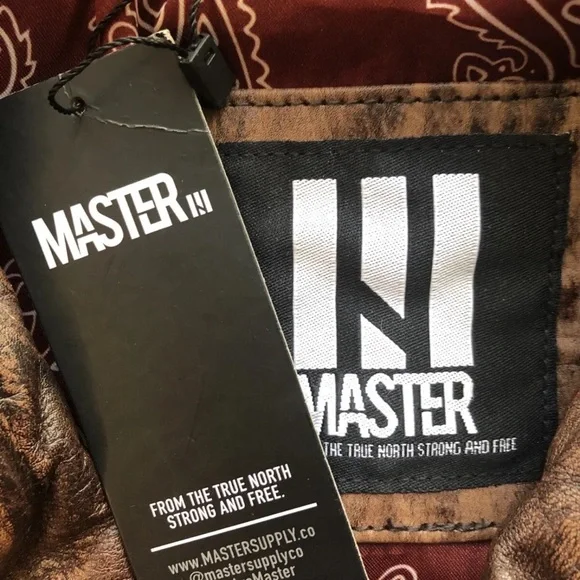 MASTER
FROM THE TRUE NORTH
STRONG AND FREE.
www.MASTERSUPPLY.co
@mastersupplyco
Master
MASTER
THE TRUE NORTH STRONG AND FREE